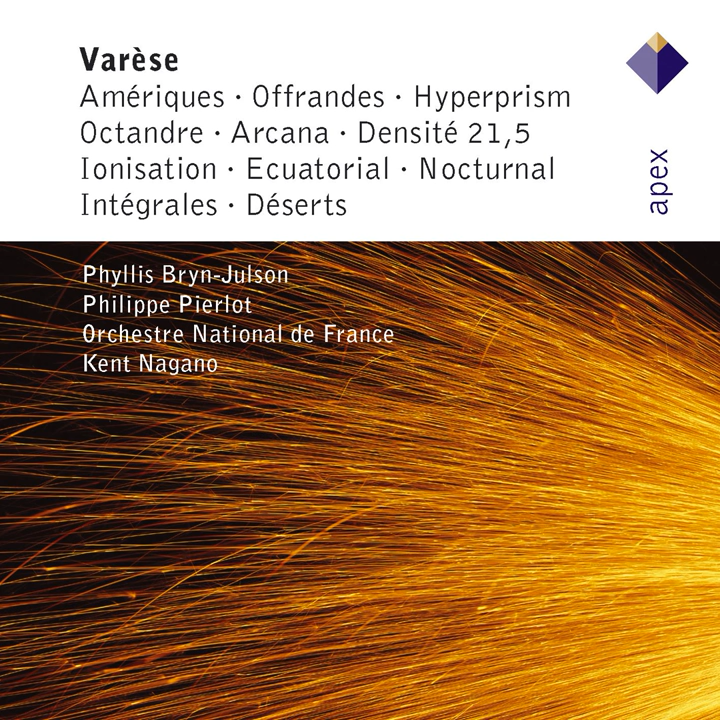 Varèse
Amériques · Offrandes · Hyperprism
Octandre · Arcana · Densité 21,5
Ionisation · Ecuatorial · Nocturnal
Intégrales · Déserts
apex
Phyllis Bryn-Julson
Philippe Pierlot
Orchestre National de France
Kent Nagano